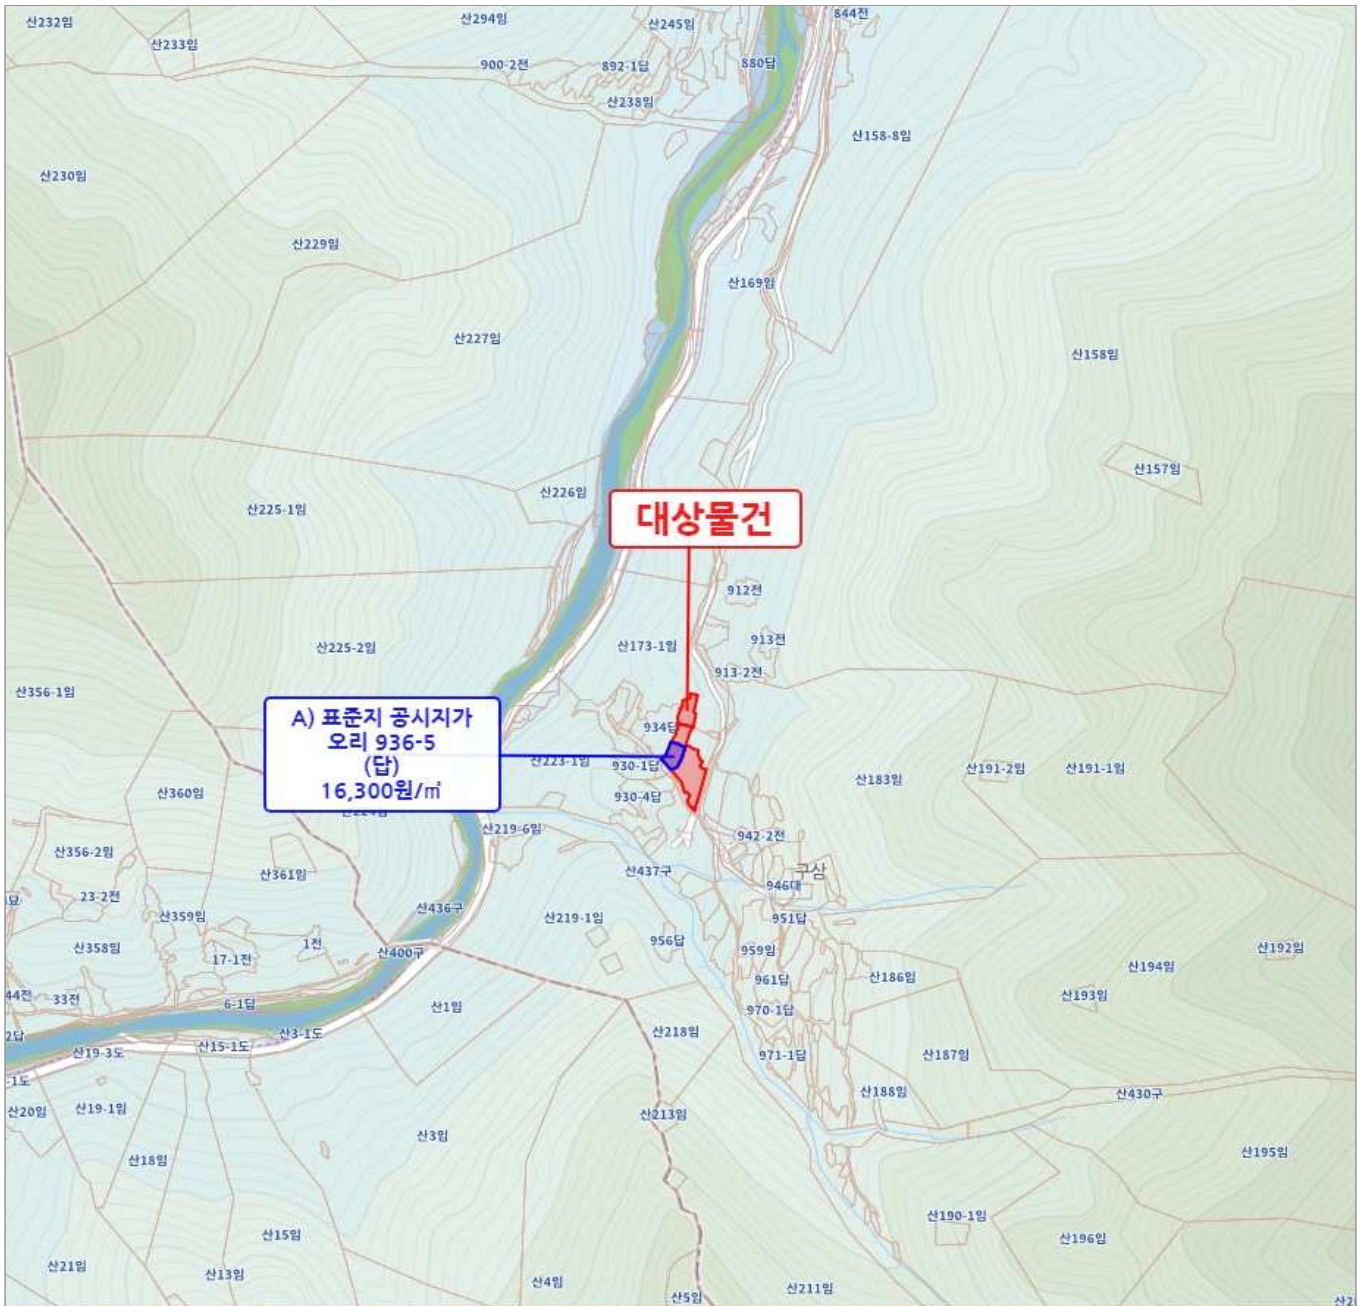 산232임
산233임
산294임
산245임
844전
900-2전
892-1답
880답
산238임
산158-8임
산230임
산229임
산169임
산227임
산158임
산157임
산226임
산225-1임
대상물건
912전
산225-2임
산173-1임
913전
913-2전
산356-1임
A) 표준지 공시지가
오리 936-5
(답)
16,300원/㎡
934답
산223-1임
930-1답
930-4답
산183임
산191-2임
산191-1임
산360임
산219-6임
942-2전
산356-2임
산361임
산437구
구삼
946대
23-2전
묘
산359임
산436구
산219-1임
951답
956답
산358임
17-1전
1전
산400구
959임
961답
산186임
산194임
산192임
산193임
44전
33전
6-1답
산1임
970-1답
2답
산19-3도
산15-1도
산3-1도
산218임
971-1답
산187임
-1도
산20임
산19-1임
산188임
산430구
산213임
산3임
산18임
산195임
산190-1임
산15임
산196임
산21임
산13임
산4임
산5임
산211임